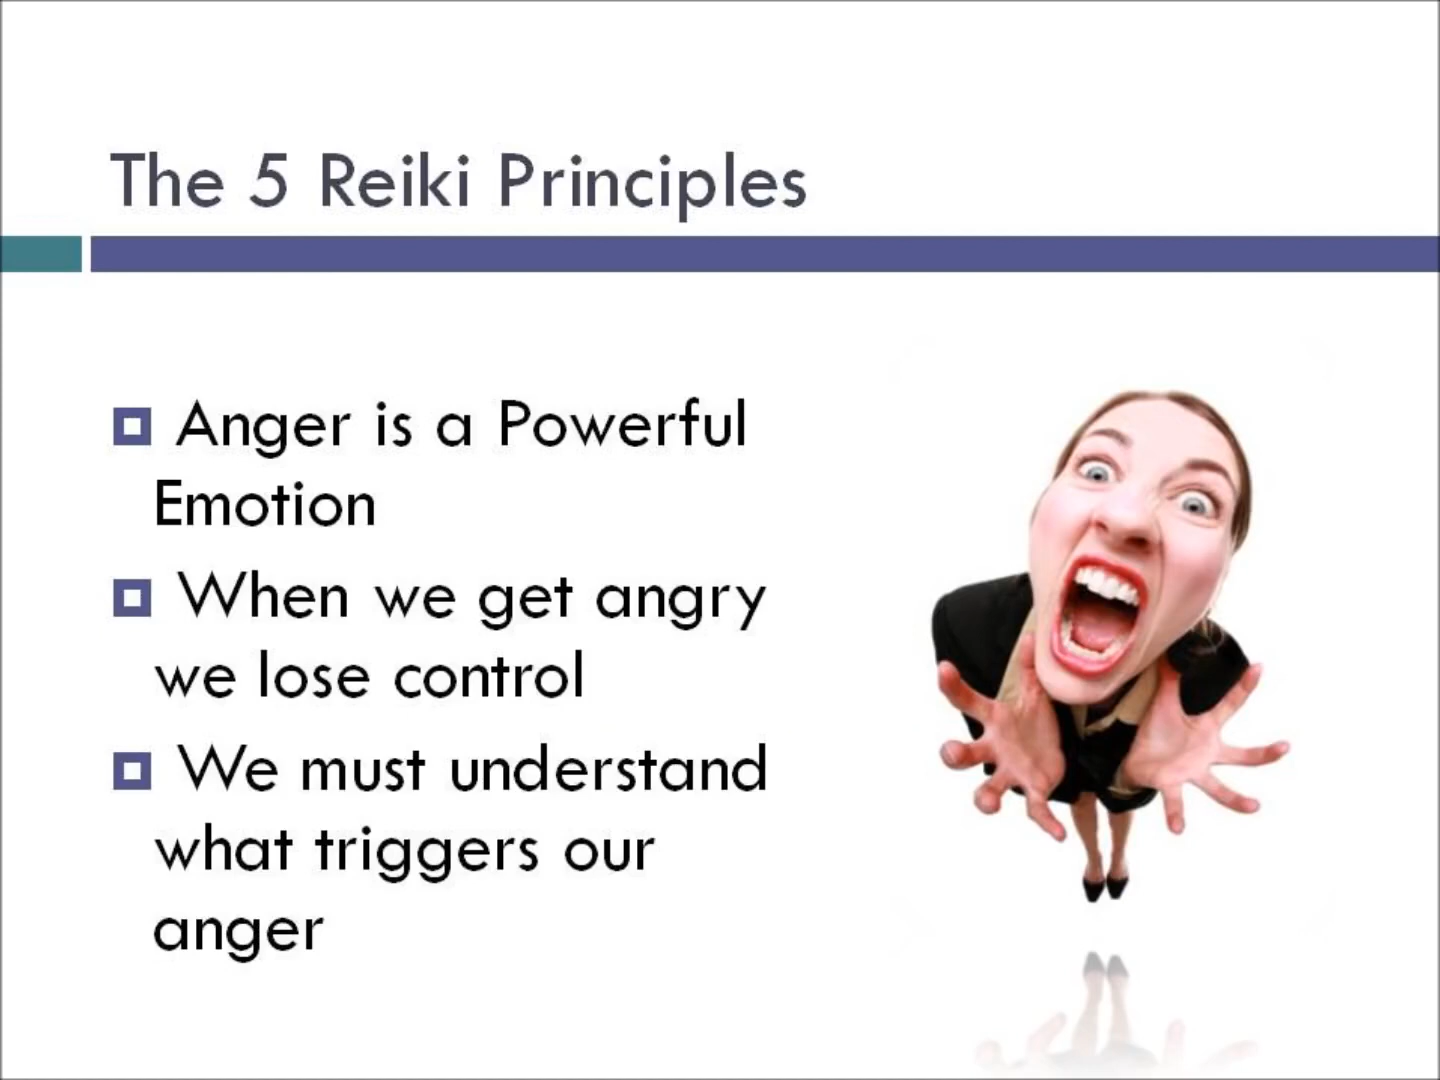 The 5 Reiki Principles
Anger is a Powerful
Emotion
When we get angry
we lose control
We must understand
what triggers our
anger